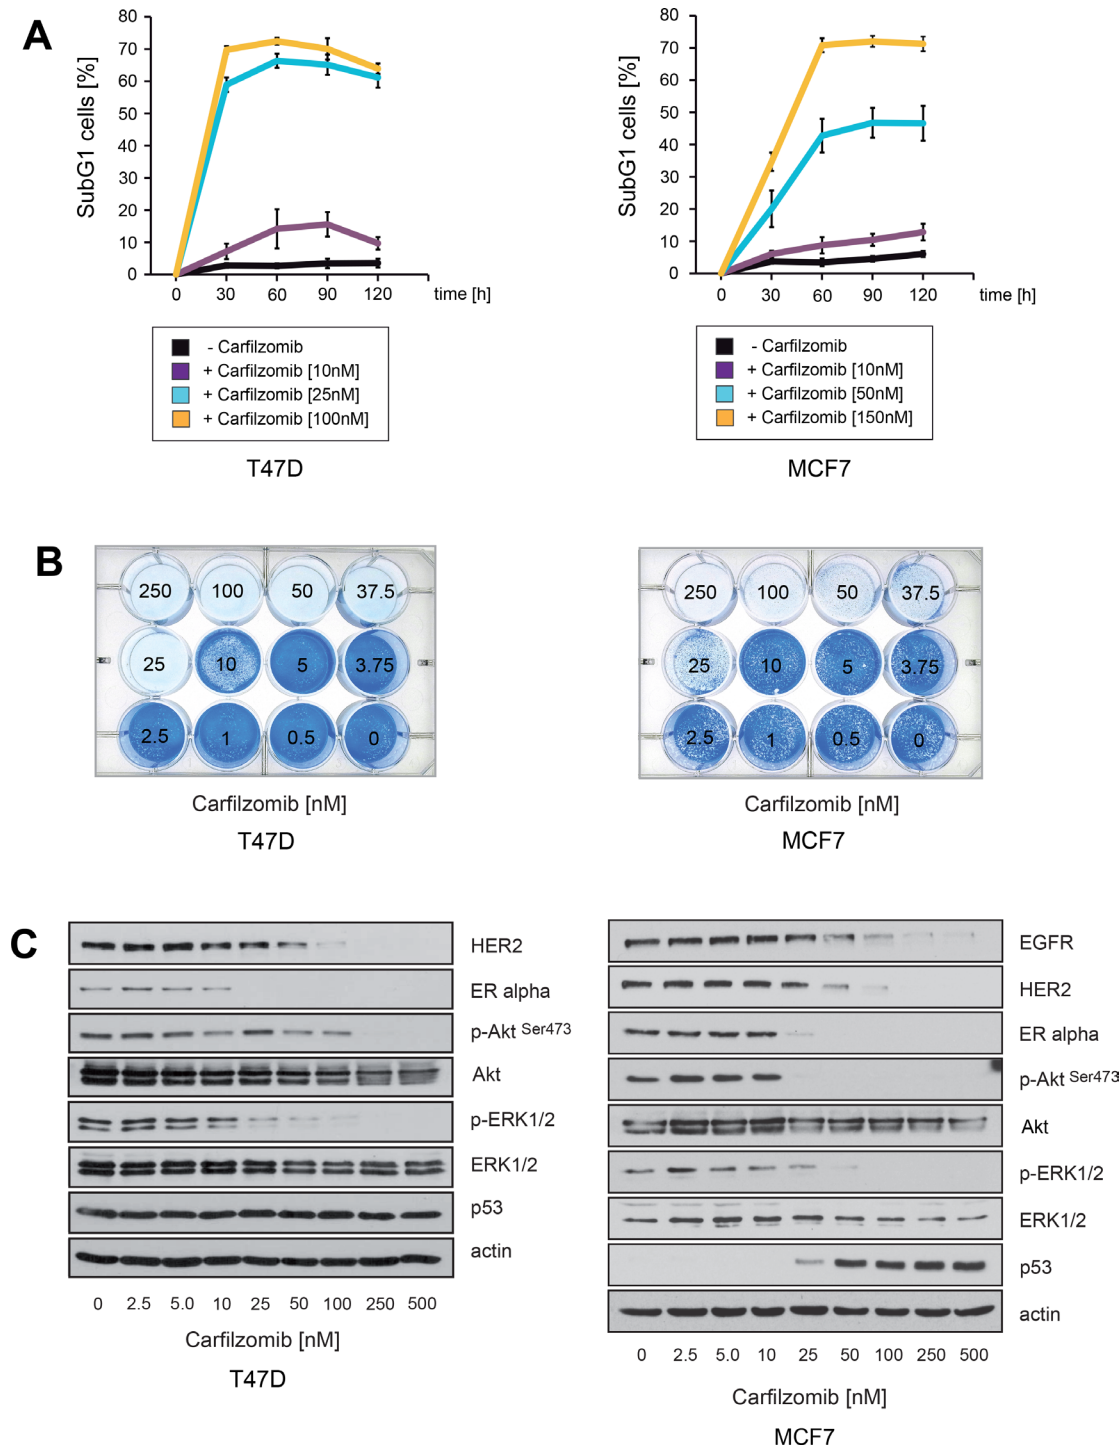 A
SubG1 cells [%]
80
70
60
50
40
30
20
10
0
0 30 60 90 120 time [h]
- Carfilzomib
+ Carfilzomib [10nM]
+ Carfilzomib [25nM]
+ Carfilzomib [100nM]
T47D
SubG1 cells [%]
80
70
60
50
40
30
20
10
0
0 30 60 90 120 time [h]
- Carfilzomib
+ Carfilzomib [10nM]
+ Carfilzomib [50nM]
+ Carfilzomib [150nM]
MCF7
B
250 100 50 37.5
25 10 5 3.75
2.5 1 0.5 0
Carfilzomib [nM]
T47D
250 100 50 37.5
25 10 5 3.75
2.5 1 0.5 0
Carfilzomib [nM]
MCF7
C
HER2
ER alpha
p-Akt Ser473
Akt
p-ERK1/2
ERK1/2
p53
actin
0 2.5 5.0 10 25 50 100 250 500
Carfilzomib [nM]
T47D
EGFR
HER2
ER alpha
p-Akt Ser473
Akt
p-ERK1/2
ERK1/2
p53
actin
0 2.5 5.0 10 25 50 100 250 500
Carfilzomib [nM]
MCF7